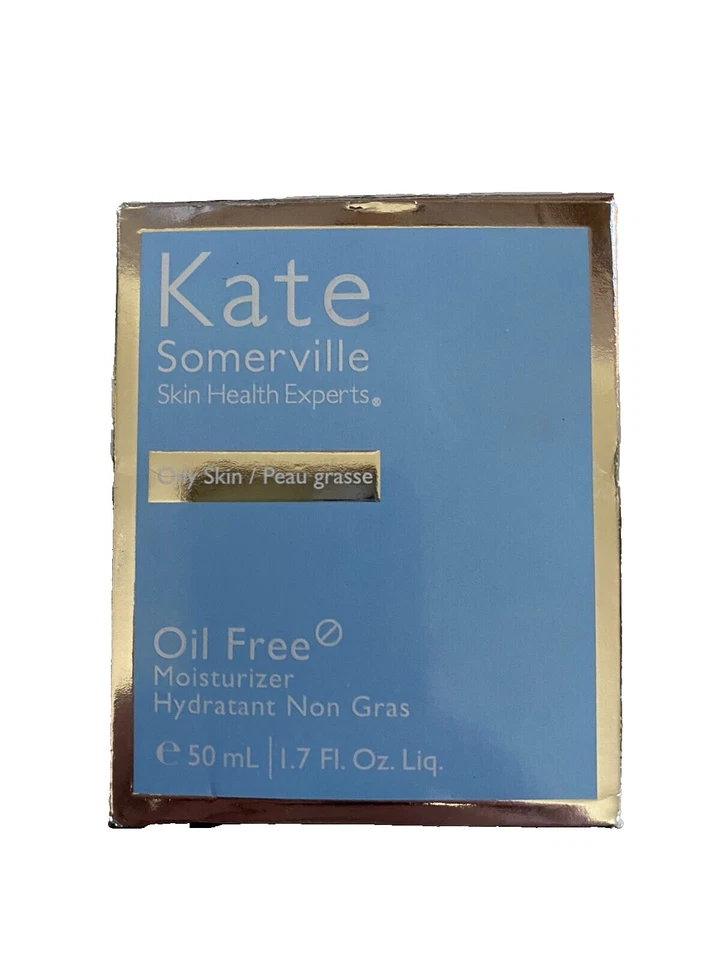 Kate
Somerville
Skin Health Experts®
Oily Skin / Peau grasse
Oil Free
Moisturizer
Hydratant Non Gras
℮ 50 mL | 1.7 Fl. Oz. Liq.